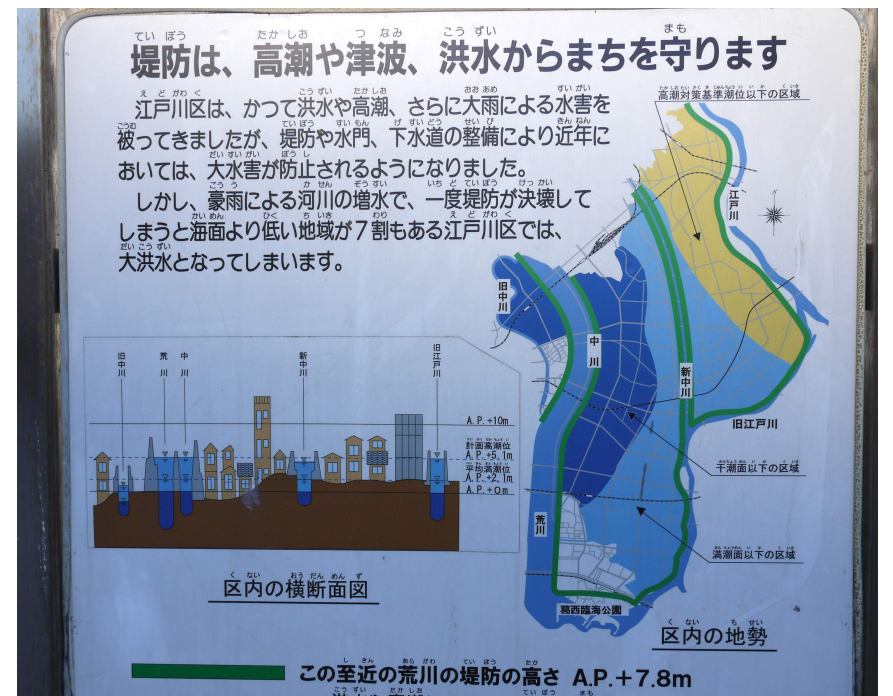 堤防は、高潮や津波、洪水からまちを守ります
江戸川区は、かつて洪水や高潮、さらに大雨による水害を
被ってきましたが、堤防や水門、下水道の整備により近年に
おいては、大水害が防止されるようになりました。
しかし、豪雨による河川の増水で、一度堤防が決壊して
しまうと海面より低い地域が7割もある江戸川区では、
大洪水となってしまいます。
高潮対策基準潮位以下の区域
江戸川
旧中川
中川
新中川
旧江戸川
干潮面以下の区域
荒川
満潮面以下の区域
葛西臨海公園
区内の地勢
旧中川
荒川
中川
新中川
旧江戸川
A.P.+10m
計画高潮位
A.P.+5.1m
平均満潮位
A.P.+2.1m
A.P.+0m
区内の横断面図
この至近の荒川の堤防の高さ A.P.+7.8m